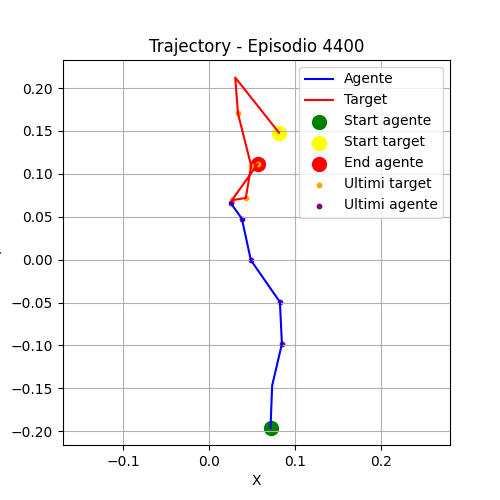 Trajectory - Episodio 4400
Agente
Target
Start agente
Start target
End agente
Ultimi target
Ultimi agente
0.20
0.15
0.10
0.05
0.00
−0.05
−0.10
−0.15
−0.20
−0.1
0.0
0.1
0.2
X